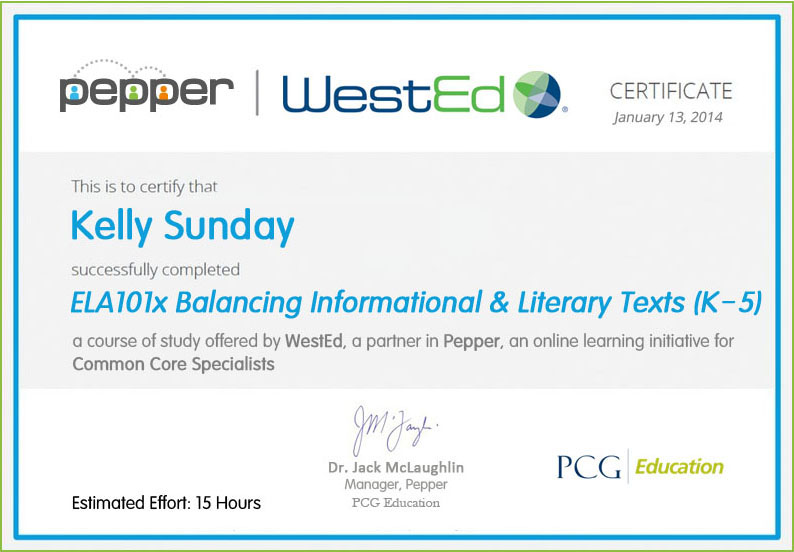 pepper | WestEd ®
CERTIFICATE
January 13, 2014
This is to certify that
Kelly Sunday
successfully completed
ELA101x Balancing Informational & Literary Texts (K-5)
a course of study offered by WestEd, a partner in Pepper, an online learning initiative for
Common Core Specialists
Dr. Jack McLaughlin
Manager, Pepper
PCG Education
PCG | Education
Estimated Effort: 15 Hours